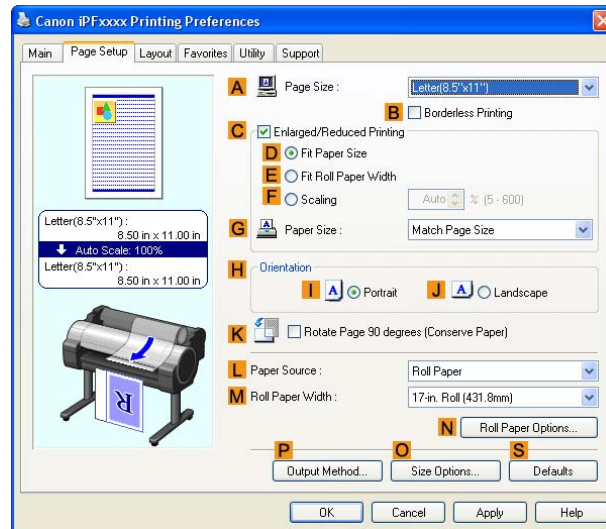 Canon iPFxxxx Printing Preferences
Main Page Setup Layout Favorites Utility Support
A Page Size : Letter(8.5"x11")
B Borderless Printing
C Enlarged/Reduced Printing
D Fit Paper Size
E Fit Roll Paper Width
F Scaling Auto % (5 - 600)
Letter(8.5"x11") :
8.50 in x 11.00 in
Auto Scale: 100%
Letter(8.5"x11") :
8.50 in x 11.00 in
G A Paper Size : Match Page Size
H Orientation
I A Portrait J A Landscape
K Rotate Page 90 degrees (Conserve Paper)
R
L Paper Source : Roll Paper
M Roll Paper Width : 17-in. Roll (431.8mm)
N Roll Paper Options...
P O S
Output Method... Size Options... Defaults
OK Cancel Apply Help